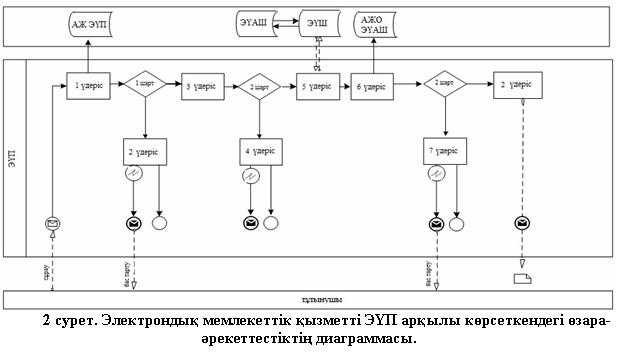 АЖ ЭҮП
ЭҮАШ
ЭҮШ
АЖО
ЭҮАШ
ЭҮП
1 үдеріс
1 шарт
3 үдеріс
2 шарт
5 үдеріс
6 үдеріс
2 шарт
2 үдеріс
2 үдеріс
4 үдеріс
7 үдеріс
сұрау
бас тарту
бас тарту
тұтынушы
2 сурет. Электрондық мемлекеттік қызметті ЭҮП арқылы көрсеткендегі өзара-
әрекеттестіктің диаграммасы.